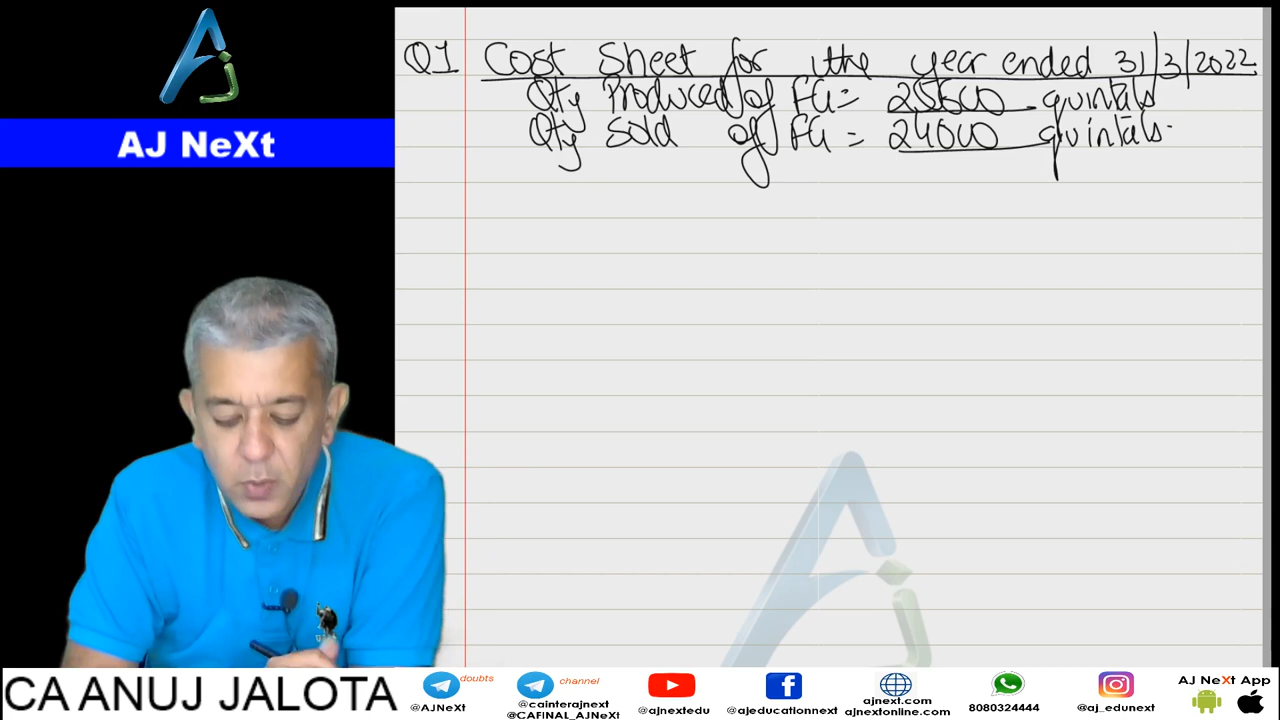 Q1 Cost Sheet for the year ended 31/3/2022
Qty Produced of FG = 25600 quintals
Qty Sold of FG = 24000 quintals.
AJ NeXt
CA ANUJ JALOTA
doubts
@AJNeXt
channel
@cainterajnext
@CAFINAL_AJNeXt
@ajnextedu
@ajeducationnext
ajnext.com
ajnextonline.com
8080324444
@aj_edunext
AJ NeXt App